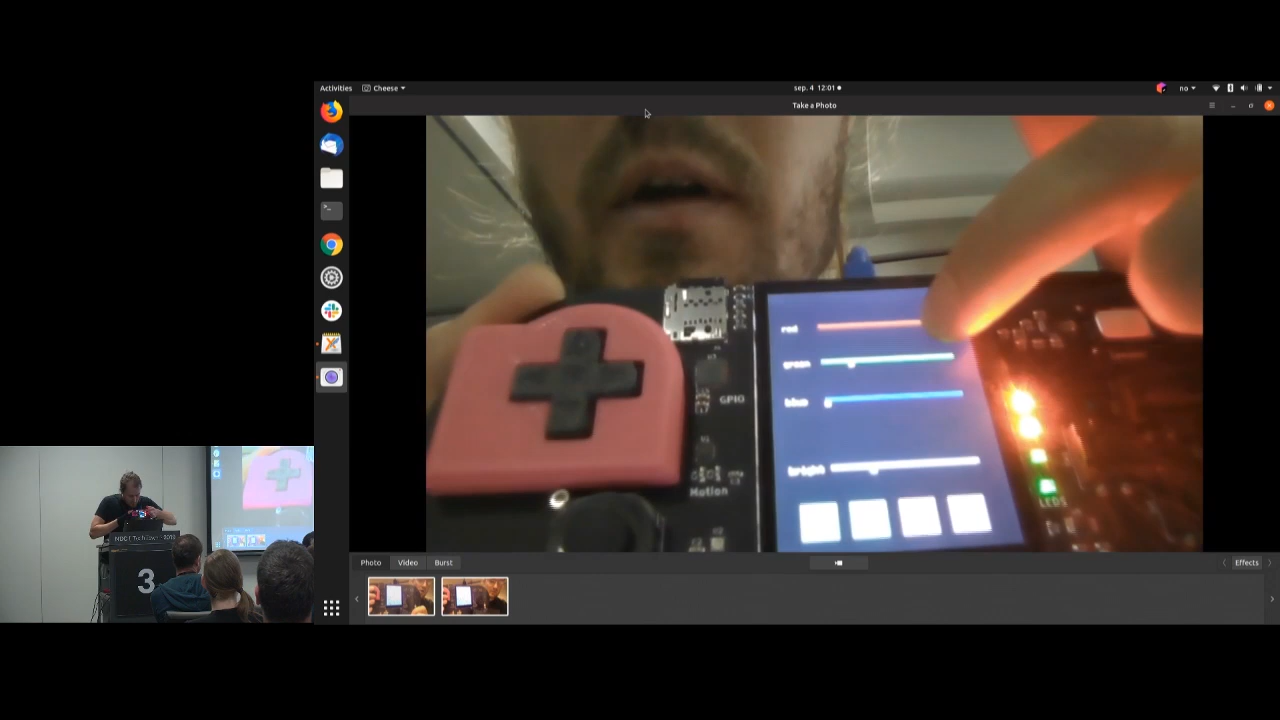 Activities
Cheese
sep. 4 12:01
no
Take a Photo
red
green
blue
bright
GPIO
Motion
LEDS
3
Photo
Video
Burst
Effects